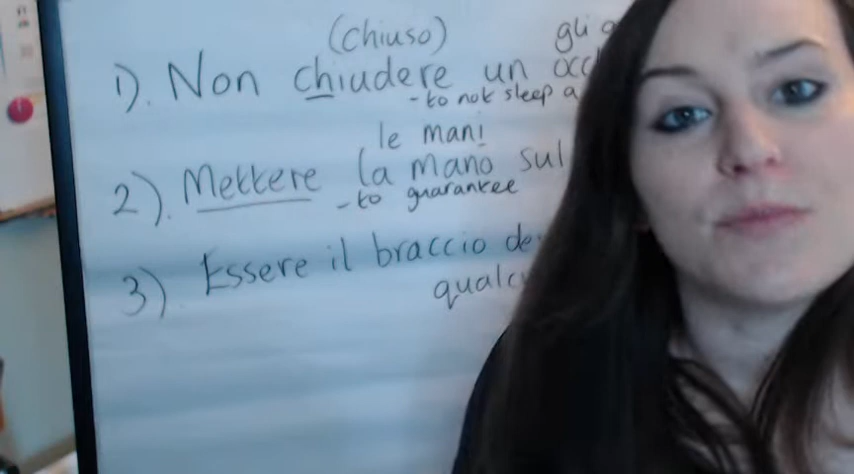 (chiuso) gli
1). Non chiudere un
-to not sleep a
le mani
2). Mettere la mano sul
-to guarantee
3) Essere il braccio